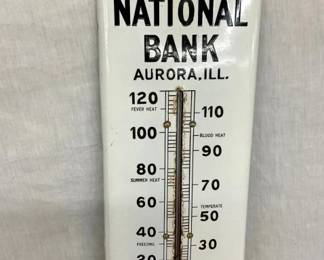 NATIONAL
BANK
AURORA, ILL.
120
FEVER HEAT
110
100
BLOOD HEAT
90
80
SUMMER HEAT
70
60
TEMPERATE
50
40
FREEZING
30
20